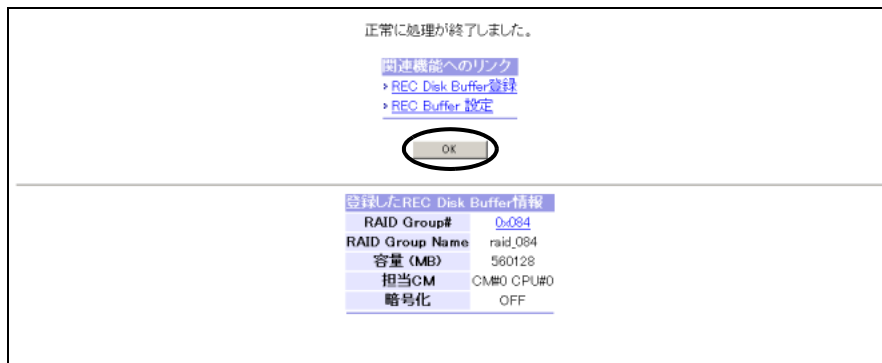 正常に処理が終了しました。
関連機能へのリンク
REC Disk Buffer登録
REC Buffer 設定
OK
登録したREC Disk Buffer情報
RAID Group# 0x084
RAID Group Name raid_084
容量 (MB) 560128
担当CM CM#0 CPU#0
暗号化 OFF